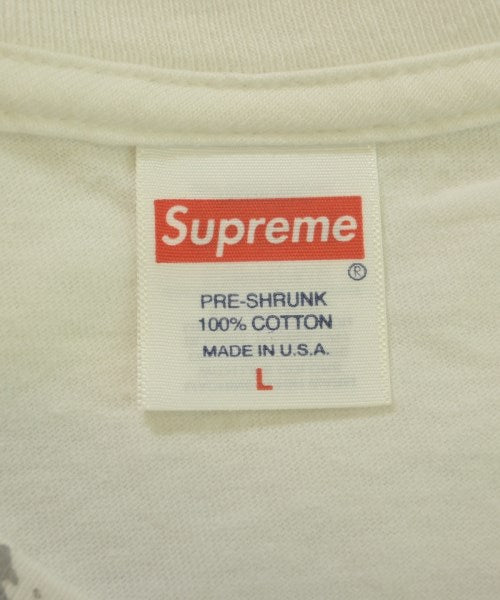 Supreme
®
PRE-SHRUNK
100% COTTON
MADE IN U.S.A.
L